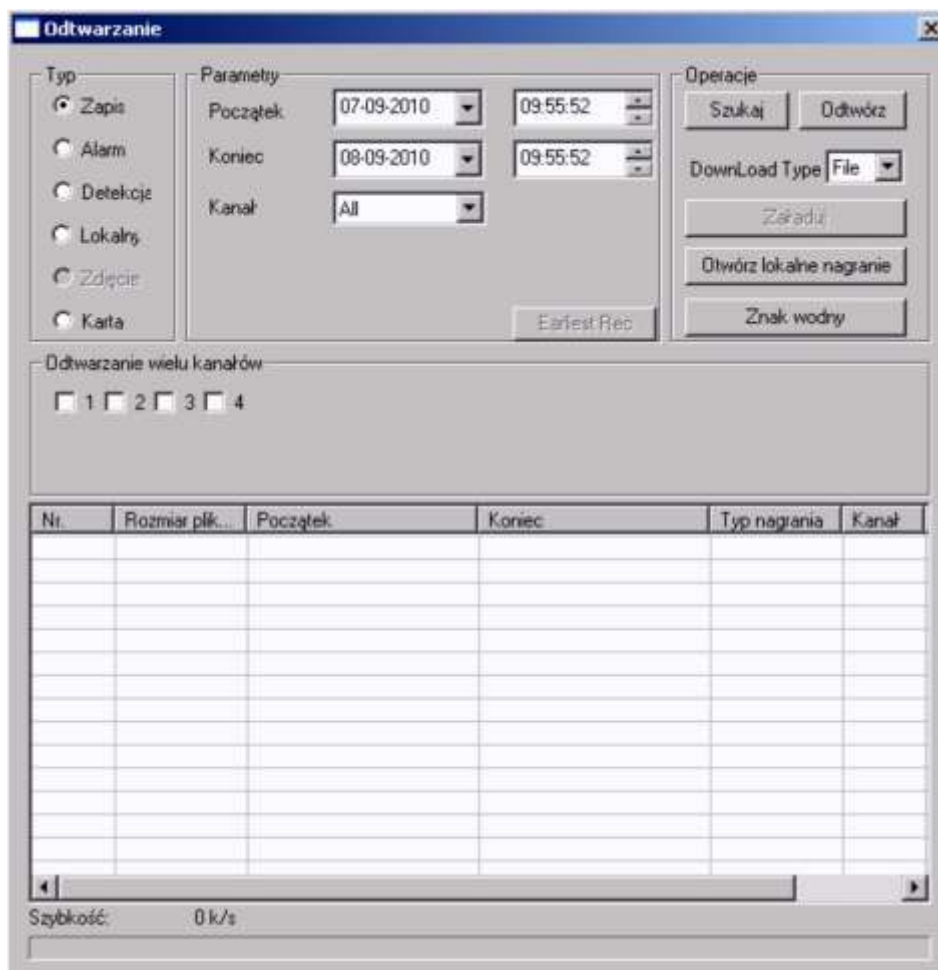 Odtwarzanie
Typ
Zapis
Alarm
Detekcja
Lokalny
Zdęcie
Karta
Parametry
Początek 07-09-2010 09:55:52
Koniec 08-09-2010 09:55:52
Kanał All
Earliest Rec
Operacje
Szukaj Odtwórz
DownLoad Type File
Załaduj
Otwórz lokalne nagranie
Znak wodny
Odtwarzanie wielu kanałów
1 2 3 4
Nr. Rozmiar plik... Początek Koniec Typ nagrania Kanał
Szybkość: 0 k/s